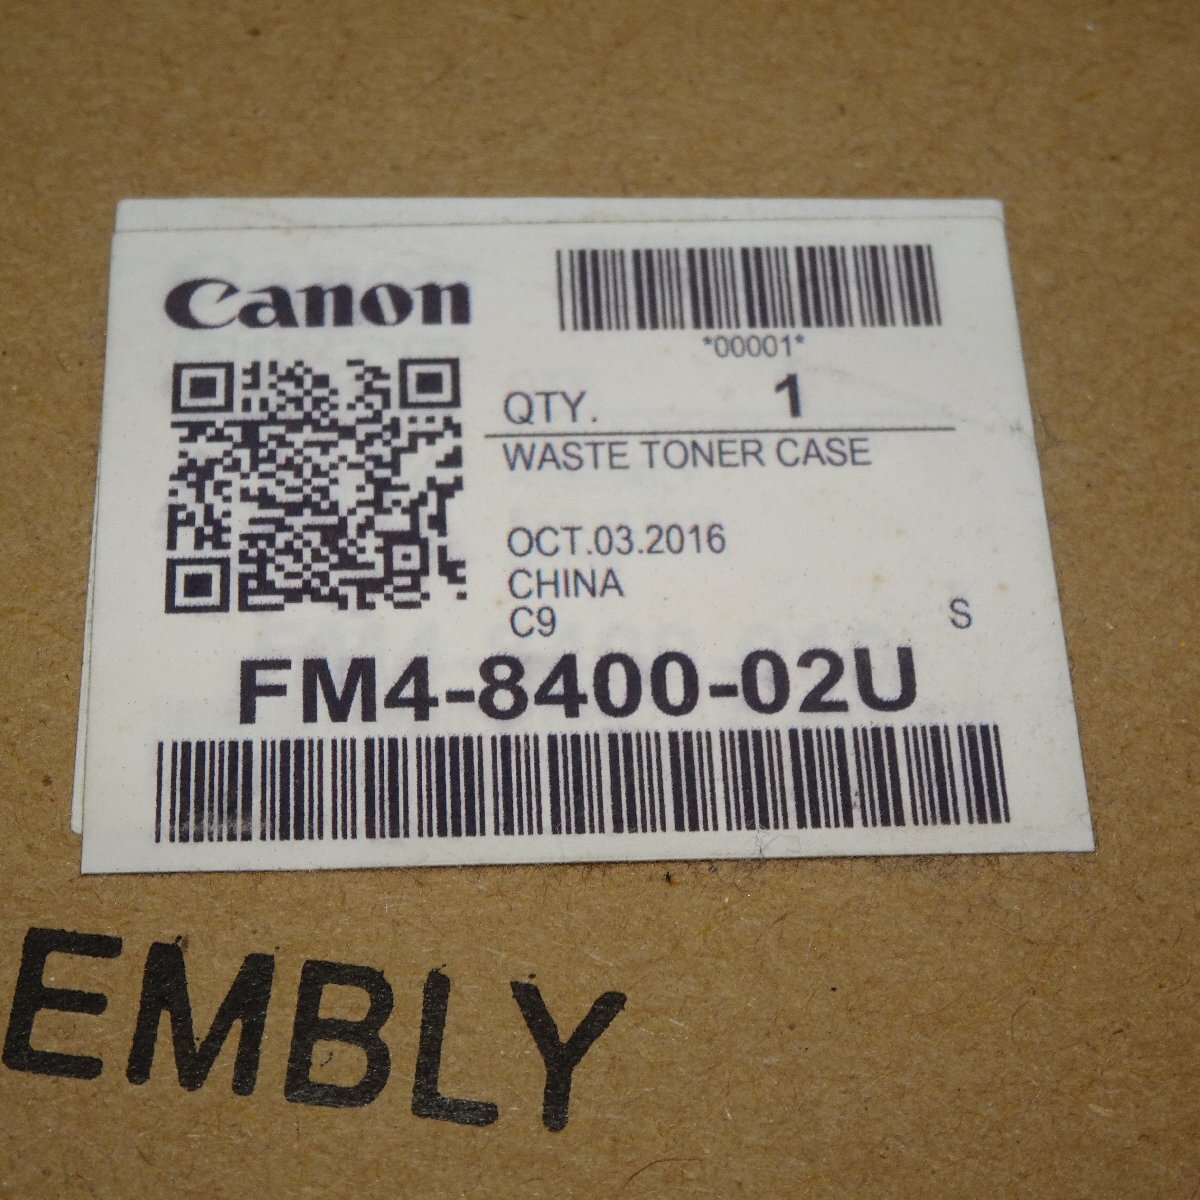 Canon
*00001*
QTY. 1
WASTE TONER CASE
OCT.03.2016
CHINA
C9 S
FM4-8400-02U
EMBLY